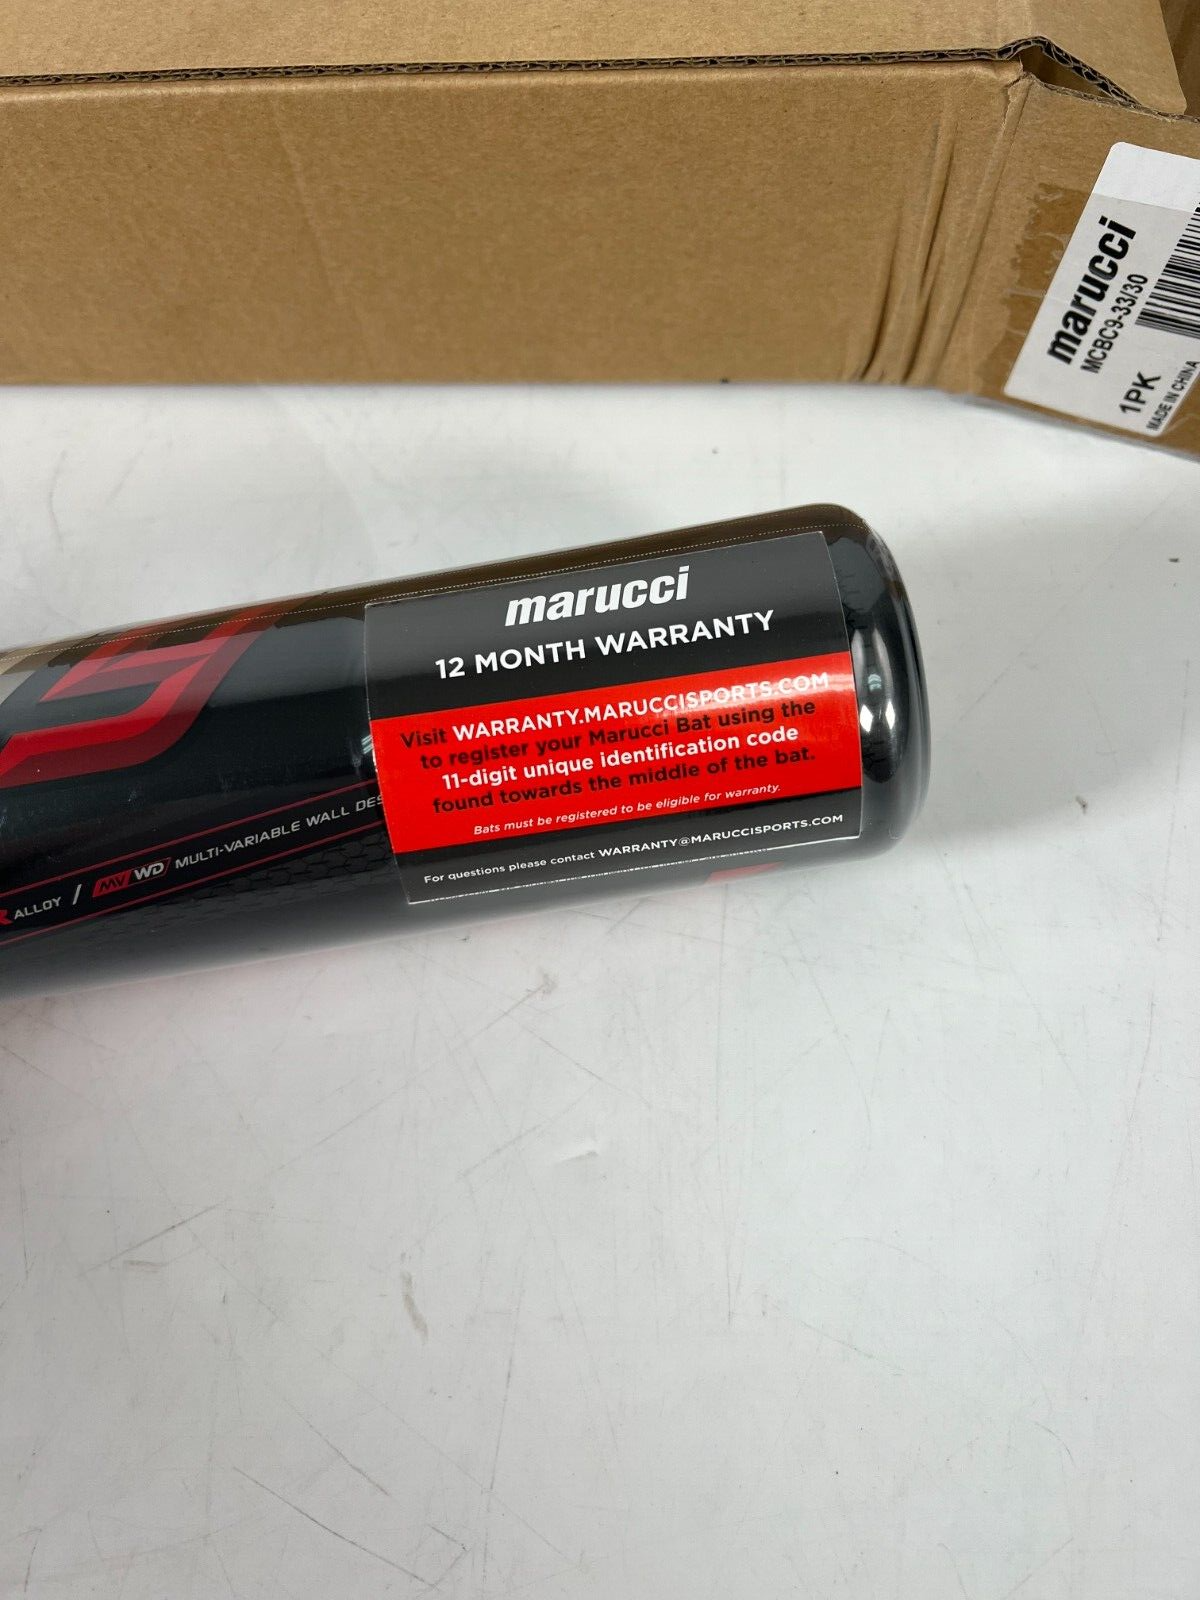 marucci
MCBC9-33/30
1PK
MADE IN CHINA
marucci
12 MONTH WARRANTY
Visit WARRANTY.MARUCCISPORTS.COM
to register your Marucci Bat using the
11-digit unique identification code
found towards the middle of the bat.
Bats must be registered to be eligible for warranty.
For questions please contact WARRANTY@MARUCCISPORTS.COM
9
ALLOY / MV WD MULTI-VARIABLE WALL DES